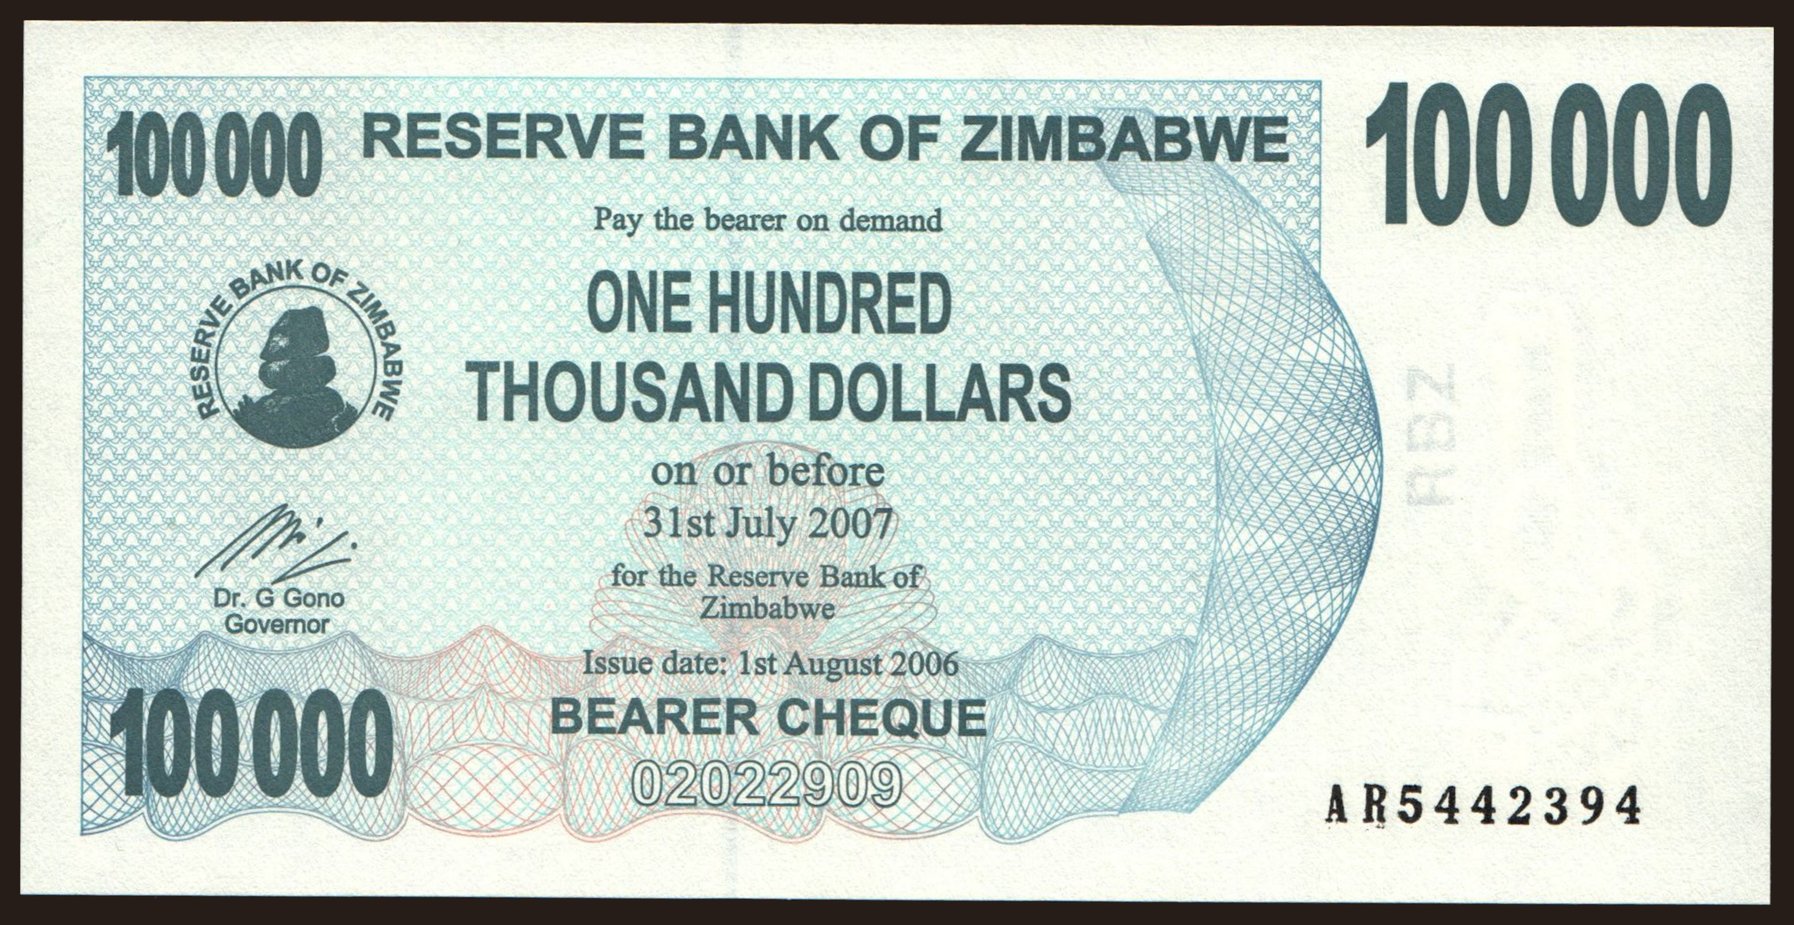 100 000 RESERVE BANK OF ZIMBABWE 100 000
Pay the bearer on demand
ONE HUNDRED
THOUSAND DOLLARS
RESERVE BANK OF ZIMBABWE
on or before
31st July 2007
for the Reserve Bank of
Zimbabwe
Dr. G Gono
Governor
Issue date: 1st August 2006
100 000 BEARER CHEQUE
02022909
RBZ
AR5442394